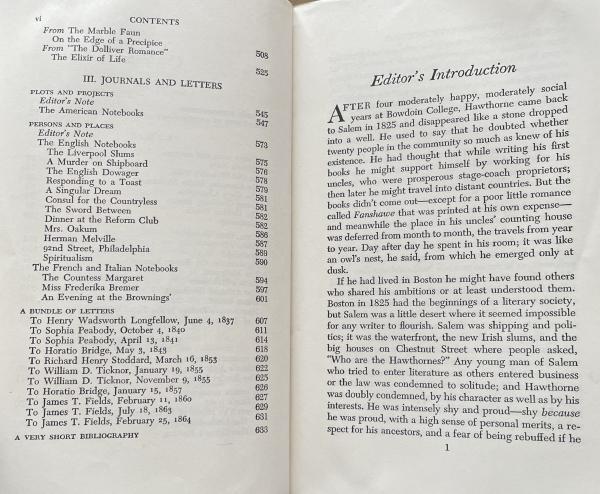 vi CONTENTS
From The Marble Faun
On the Edge of a Precipice 508
From "The Dolliver Romance"
The Elixir of Life 525
III. JOURNALS AND LETTERS
PLOTS AND PROJECTS
Editor's Note 545
The American Notebooks 547
PERSONS AND PLACES
Editor's Note 573
The English Notebooks
The Liverpool Slums 575
A Murder on Shipboard 576
The English Dowager 578
Responding to a Toast 579
A Singular Dream 581
Consul for the Countryless 581
The Sword Between 582
Dinner at the Reform Club 582
Mrs. Oakum 586
Herman Melville 587
92nd Street, Philadelphia 589
Spiritualism 590
The French and Italian Notebooks
The Countess Margaret 594
Miss Frederika Bremer 597
An Evening at the Brownings' 601
A BUNDLE OF LETTERS
To Henry Wadsworth Longfellow, June 4, 1837 607
To Sophia Peabody, October 4, 1840 611
To Sophia Peabody, April 13, 1841 614
To Horatio Bridge, May 3, 1843 618
To Richard Henry Stoddard, March 16, 1853 620
To William D. Ticknor, January 19, 1855 622
To William D. Ticknor, November 9, 1855 625
To Horatio Bridge, January 15, 1857 626
To James T. Fields, February 11, 1860 627
To James T. Fields, July 18, 1863 629
To James T. Fields, February 25, 1864 631
A VERY SHORT BIBLIOGRAPHY 633
Editor's Introduction
AFTER four moderately happy, moderately social
years at Bowdoin College, Hawthorne came back
to Salem in 1825 and disappeared like a stone dropped
into a well. He used to say that he doubted whether
twenty people in the community so much as knew of his
existence. He had thought that while writing his first
books he might support himself by working for his
uncles, who were prosperous stage-coach proprietors;
then later he might travel into distant countries. But the
books didn't come out—except for a poor little romance
called Fanshawe that was printed at his own expense—
and meanwhile the place in his uncles' counting house
was deferred from month to month, the travels from year
to year. Day after day he spent in his room; it was like
an owl's nest, he said, from which he emerged only at
dusk.
If he had lived in Boston he might have found others
who shared his ambitions or at least understood them.
Boston in 1825 had the beginnings of a literary society,
but Salem was a little desert where it seemed impossible
for any writer to flourish. Salem was shipping and poli-
tics; it was the waterfront, the new Irish slums, and the
big houses on Chestnut Street where people asked,
"Who are the Hawthornes?" Any young man of Salem
who tried to enter literature as others entered business
or the law was condemned to solitude; and Hawthorne
was doubly condemned, by his character as well as by his
interests. He was intensely shy and proud—shy because
he was proud, with a high sense of personal merits, a re-
spect for his ancestors, and a fear of being rebuffed if he
1